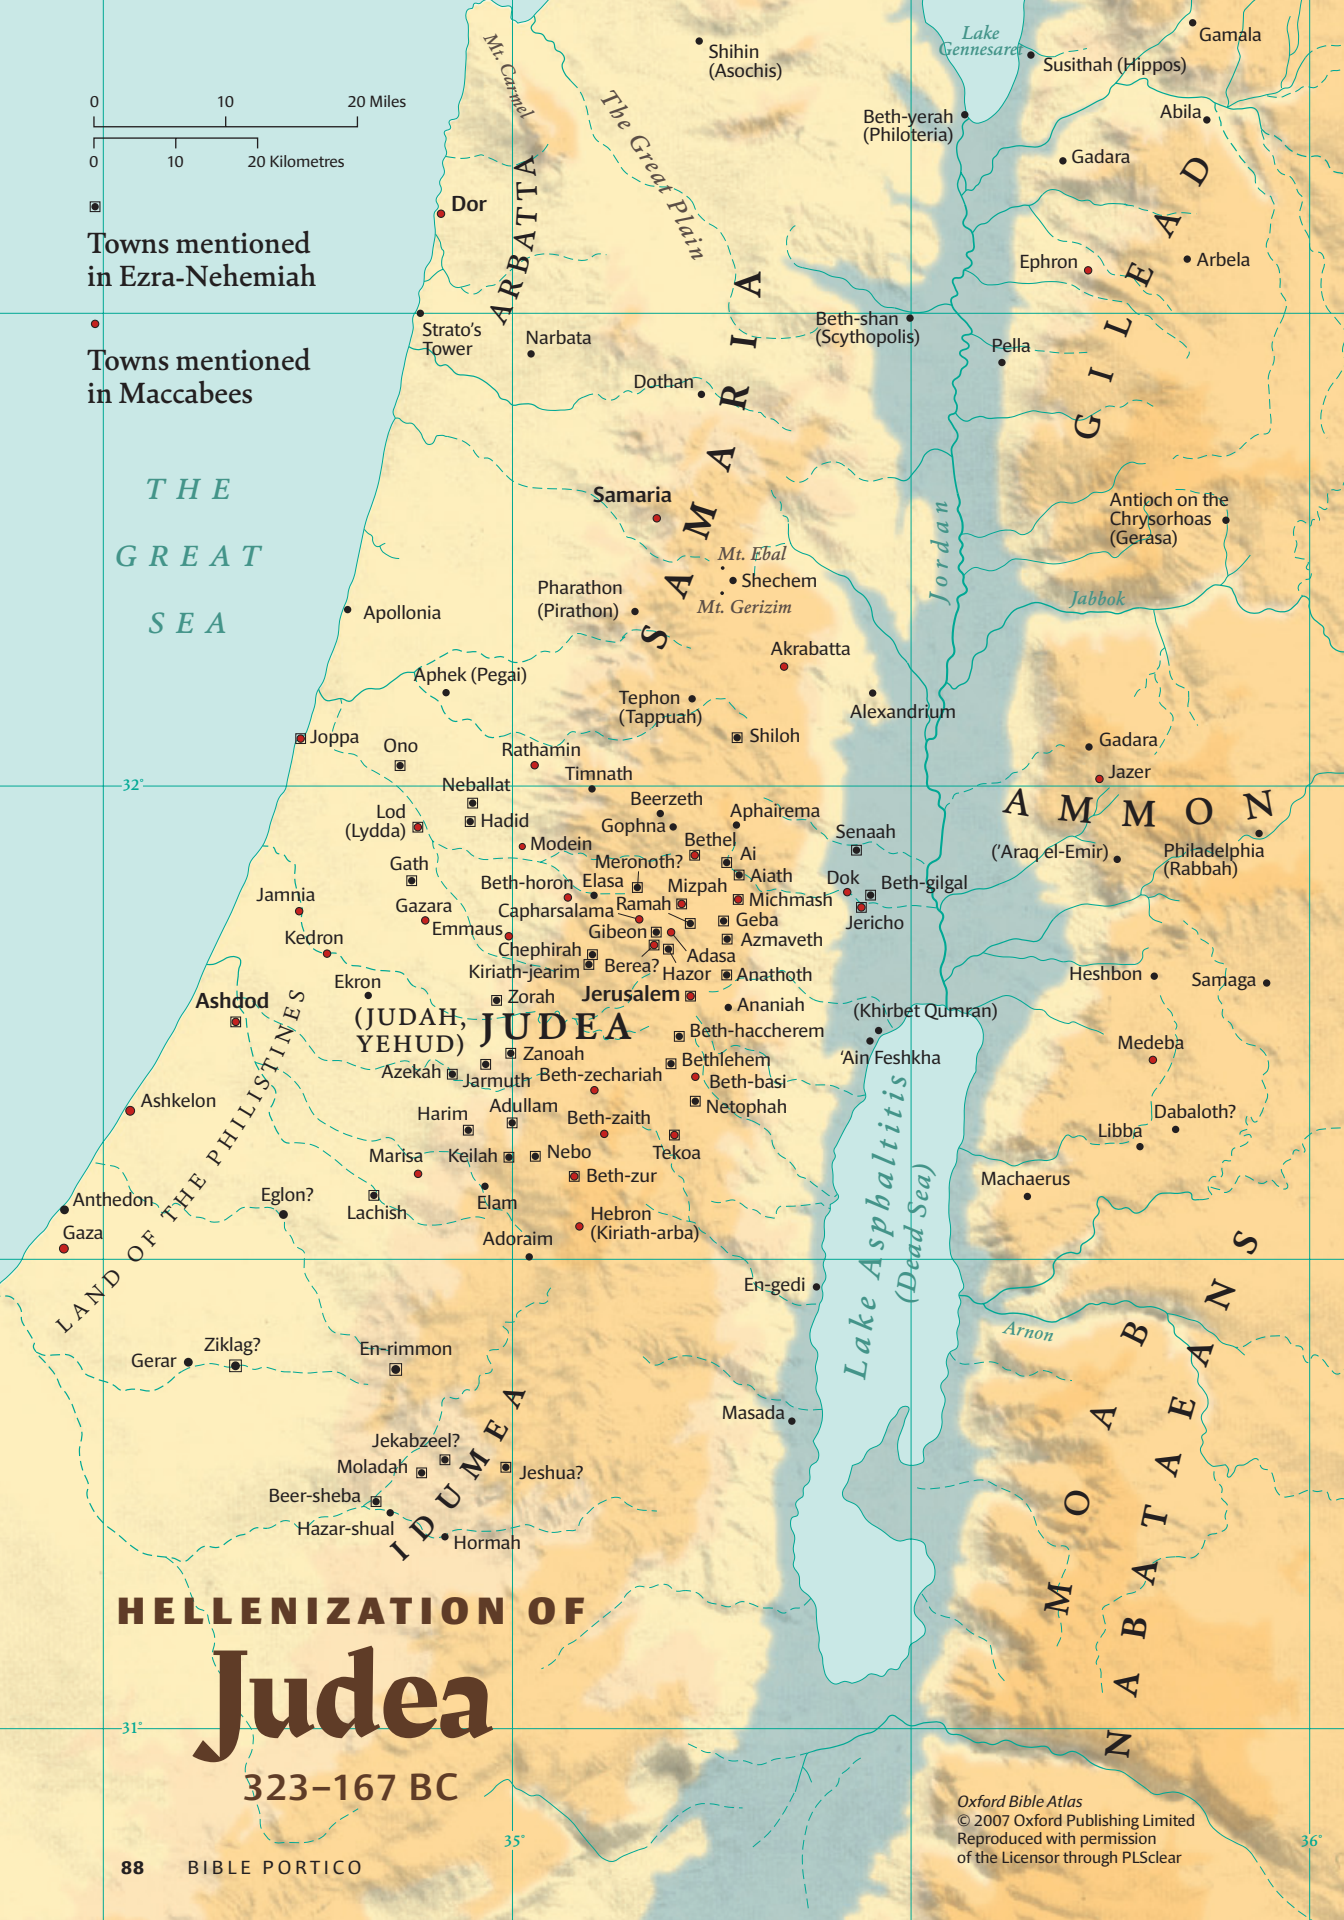 Lake
Gennesaret
Gamala
Susithah (Hippos)
Shihin
(Asochis)
Mt. Carmel
The Great Plain
0 10 20 Miles
0 10 20 Kilometres
Beth-yerah
(Philoteria)
Abila
Gadara
Towns mentioned
in Ezra-Nehemiah
Towns mentioned
in Maccabees
Dor
ARBATTA
GILEAD
Ephron
Arbela
Strato's
Tower
Narbata
Beth-shan
(Scythopolis)
Pella
Dothan
SAMARIA
THE
GREAT
SEA
Samaria
Jordan
Antioch on the
Chrysorhoas
(Gerasa)
Mt. Ebal
Shechem
Mt. Gerizim
Pharathon
(Pirathon)
Jabbok
Apollonia
Akrabatta
Aphek (Pegai)
Tephon
(Tappuah)
Alexandrium
Joppa
Ono
Rathamin
Shiloh
Gadara
Jazer
32°
Neballat
Timnath
AMMON
Lod
(Lydda)
Hadid
Beerzeth
Gophna
Aphairema
Senaah
('Araq el-Emir)
Philadelphia
(Rabbah)
Modein
Bethel
Ai
Meronoth?
Gath
Beth-horon
Elasa
Mizpah
Aiath
Dok
Beth-gilgal
Jamnia
Gazara
Capharsalama
Ramah
Michmash
Jericho
Emmaus
Gibeon
Geba
Kedron
Chephirah
Azmaveth
Adasa
Kiriath-jearim
Berea?
Hazor
Anathoth
Heshbon
Samaga
Ekron
Ashdod
Zorah
Jerusalem
Ananiah
(Khirbet Qumran)
(JUDAH,
YEHUD)
JUDEA
Beth-haccherem
'Ain Feshkha
Medeba
Zanoah
Azekah
Jarmuth
Beth-zechariah
Bethlehem
Beth-basi
Ashkelon
Harim
Adullam
Beth-zaith
Netophah
Dabaloth?
Libba
Marisa
Keilah
Nebo
Tekoa
Beth-zur
Machaerus
LAND OF THE PHILISTINES
Lake Asphaltitis
(Dead Sea)
Anthedon
Gaza
Eglon?
Lachish
Elam
Hebron
(Kiriath-arba)
Adoraim
En-gedi
Arnon
Gerar
Ziklag?
En-rimmon
MOAB
NABATAEANS
Masada
IDUMEA
Jekabzeel?
Moladah
Jeshua?
Beer-sheba
Hazar-shual
Hormah
HELLENIZATION OF
Judea
323–167 BC
31°
35°
36°
Oxford Bible Atlas
© 2007 Oxford Publishing Limited
Reproduced with permission
of the Licensor through PLSclear
88 BIBLE PORTICO